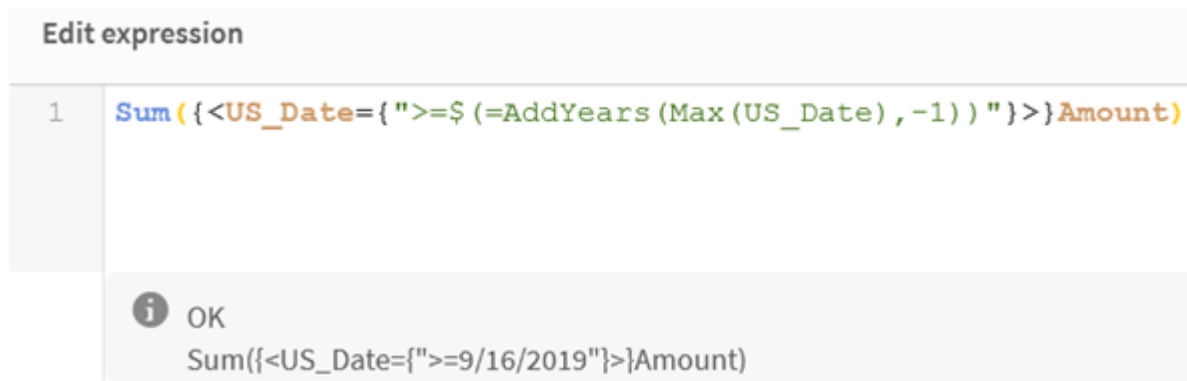 Edit expression
1 Sum({<US_Date={">=$(=AddYears(Max(US_Date),-1))"}>}Amount)
OK
Sum({<US_Date={">=9/16/2019"}>}Amount)